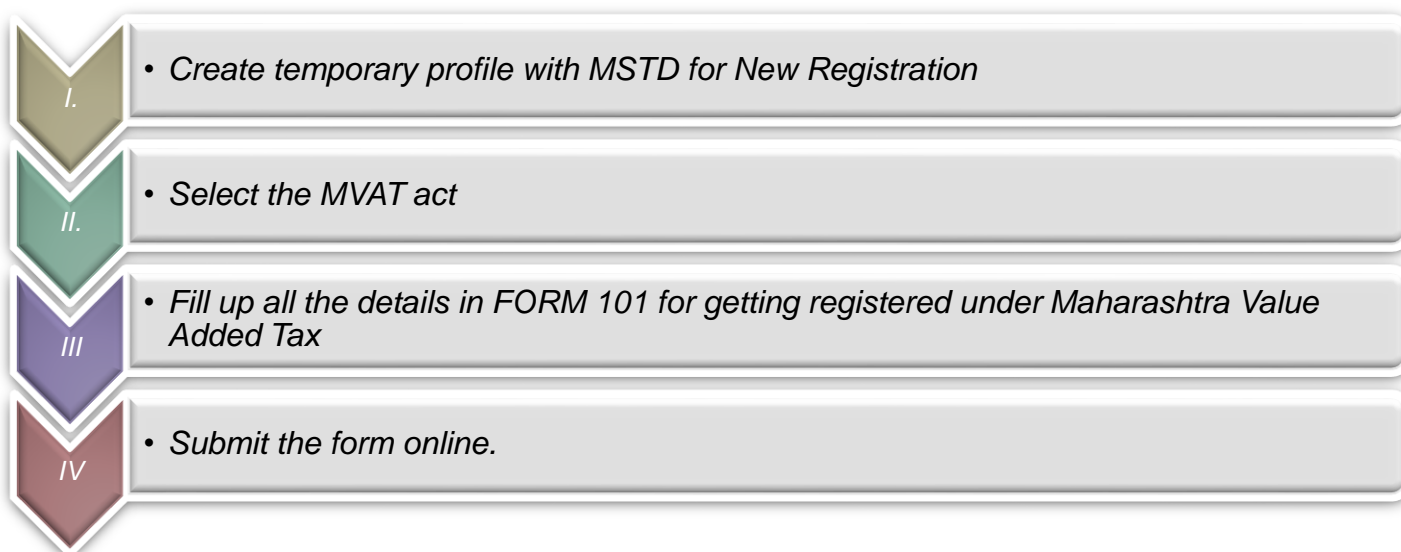 I.
• Create temporary profile with MSTD for New Registration
II.
• Select the MVAT act
III
• Fill up all the details in FORM 101 for getting registered under Maharashtra Value
Added Tax
IV
• Submit the form online.